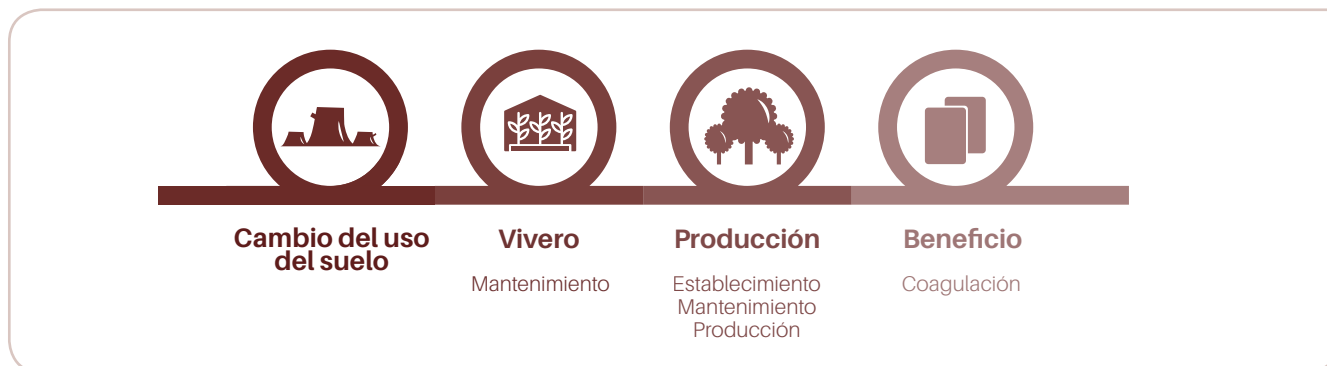 Cambio del uso
del suelo
Vivero
Mantenimiento
Producción
Establecimiento
Mantenimiento
Producción
Beneficio
Coagulación